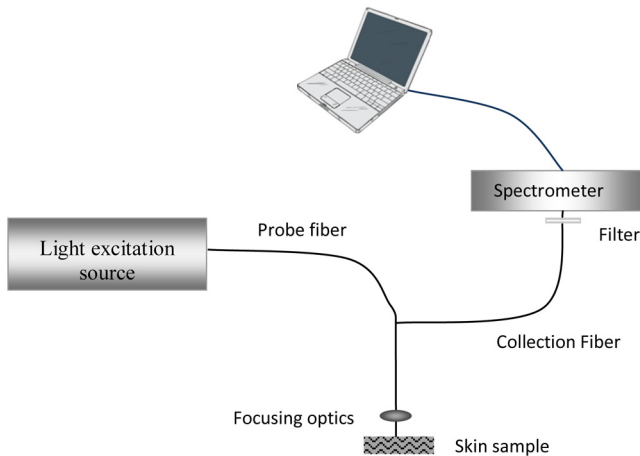 Spectrometer
Probe fiber
Filter
Light excitation
source
Collection Fiber
Focusing optics
Skin sample